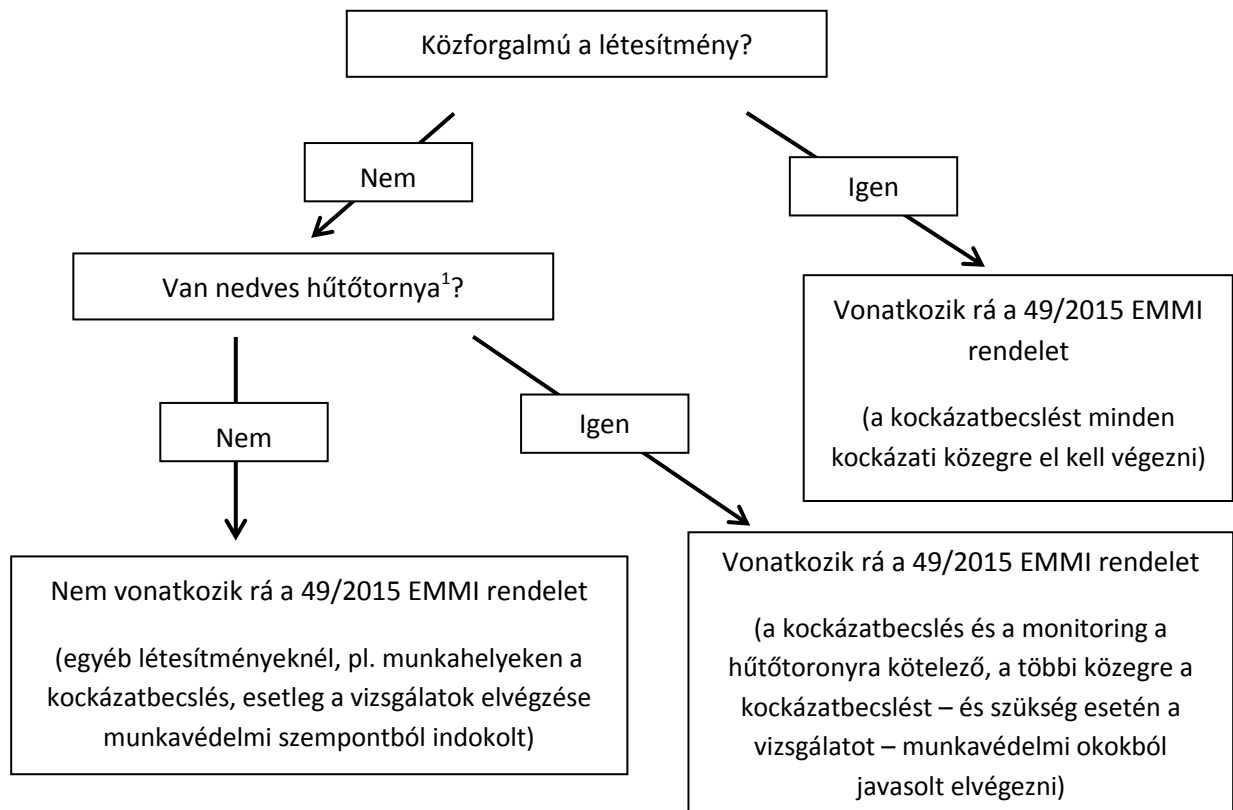 Közforgalmú a létesítmény?
Nem
Igen
Van nedves hűtőtornya¹?
Vonatkozik rá a 49/2015 EMMI
rendelet
(a kockázatbecslést minden
kockázati közegre el kell végezni)
Nem
Igen
Nem vonatkozik rá a 49/2015 EMMI rendelet
(egyéb létesítményeknél, pl. munkahelyeken a
kockázatbecslés, esetleg a vizsgálatok elvégzése
munkavédelmi szempontból indokolt)
Vonatkozik rá a 49/2015 EMMI rendelet
(a kockázatbecslés és a monitoring a
hűtőtoronyra kötelező, a többi közegre a
kockázatbecslést – és szükség esetén a
vizsgálatot – munkavédelmi okokból
javasolt elvégezni)